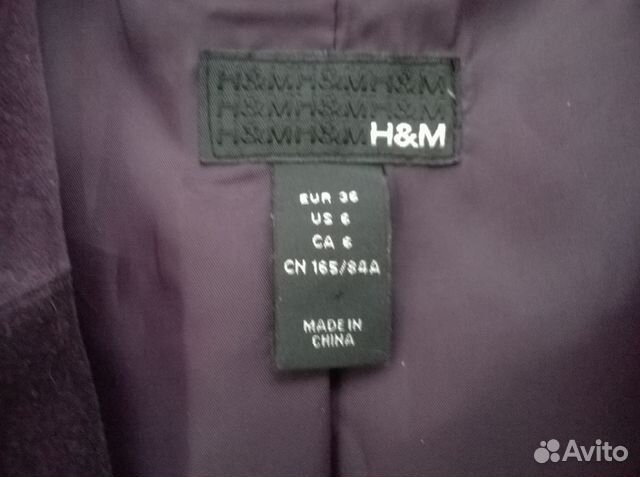 H&MH&MH&M
H&MH&MH&M
H&MH&MH&M
EUR 36
US 6
CA 6
CN 165/84A
MADE IN
CHINA
Avito